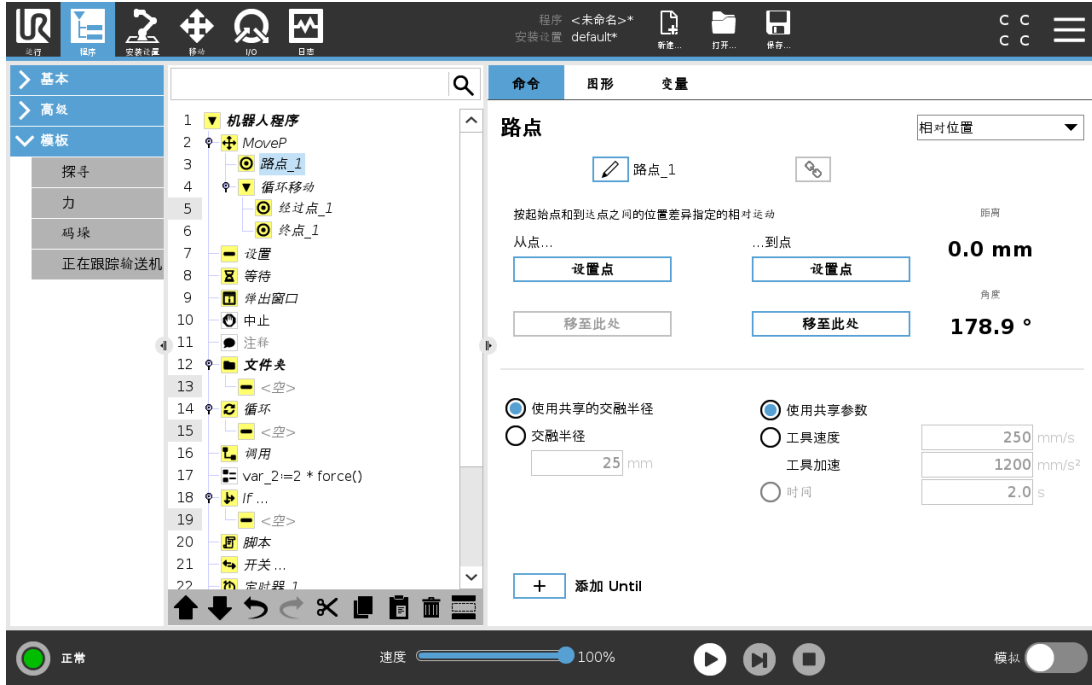 UR
运行
程序
安装设置
移动
I/O
日志
程序 <未命名>*
安装设置 default*
新建...
打开...
保存...
C C
C C
基本
高级
模板
探寻
力
码垛
正在跟踪输送机
1 机器人程序
2 MoveP
3 路点_1
4 循环移动
5 经过点_1
6 终点_1
7 设置
8 等待
9 弹出窗口
10 中止
11 注释
12 文件夹
13 <空>
14 循环
15 <空>
16 调用
17 var_2:=2 * force()
18 If ...
19 <空>
20 脚本
21 开关 ...
22 定时器_1
命令 图形 变量
路点
相对位置
路点_1
按起始点和到达点之间的位置差异指定的相对运动
距离
从点... ...到点
0.0 mm
设置点 设置点
角度
移至此处 移至此处
178.9 °
使用共享的交融半径
交融半径
25 mm
使用共享参数
工具速度 250 mm/s
工具加速 1200 mm/s²
时间 2.0 s
+ 添加 Until
正常
速度 100%
模拟